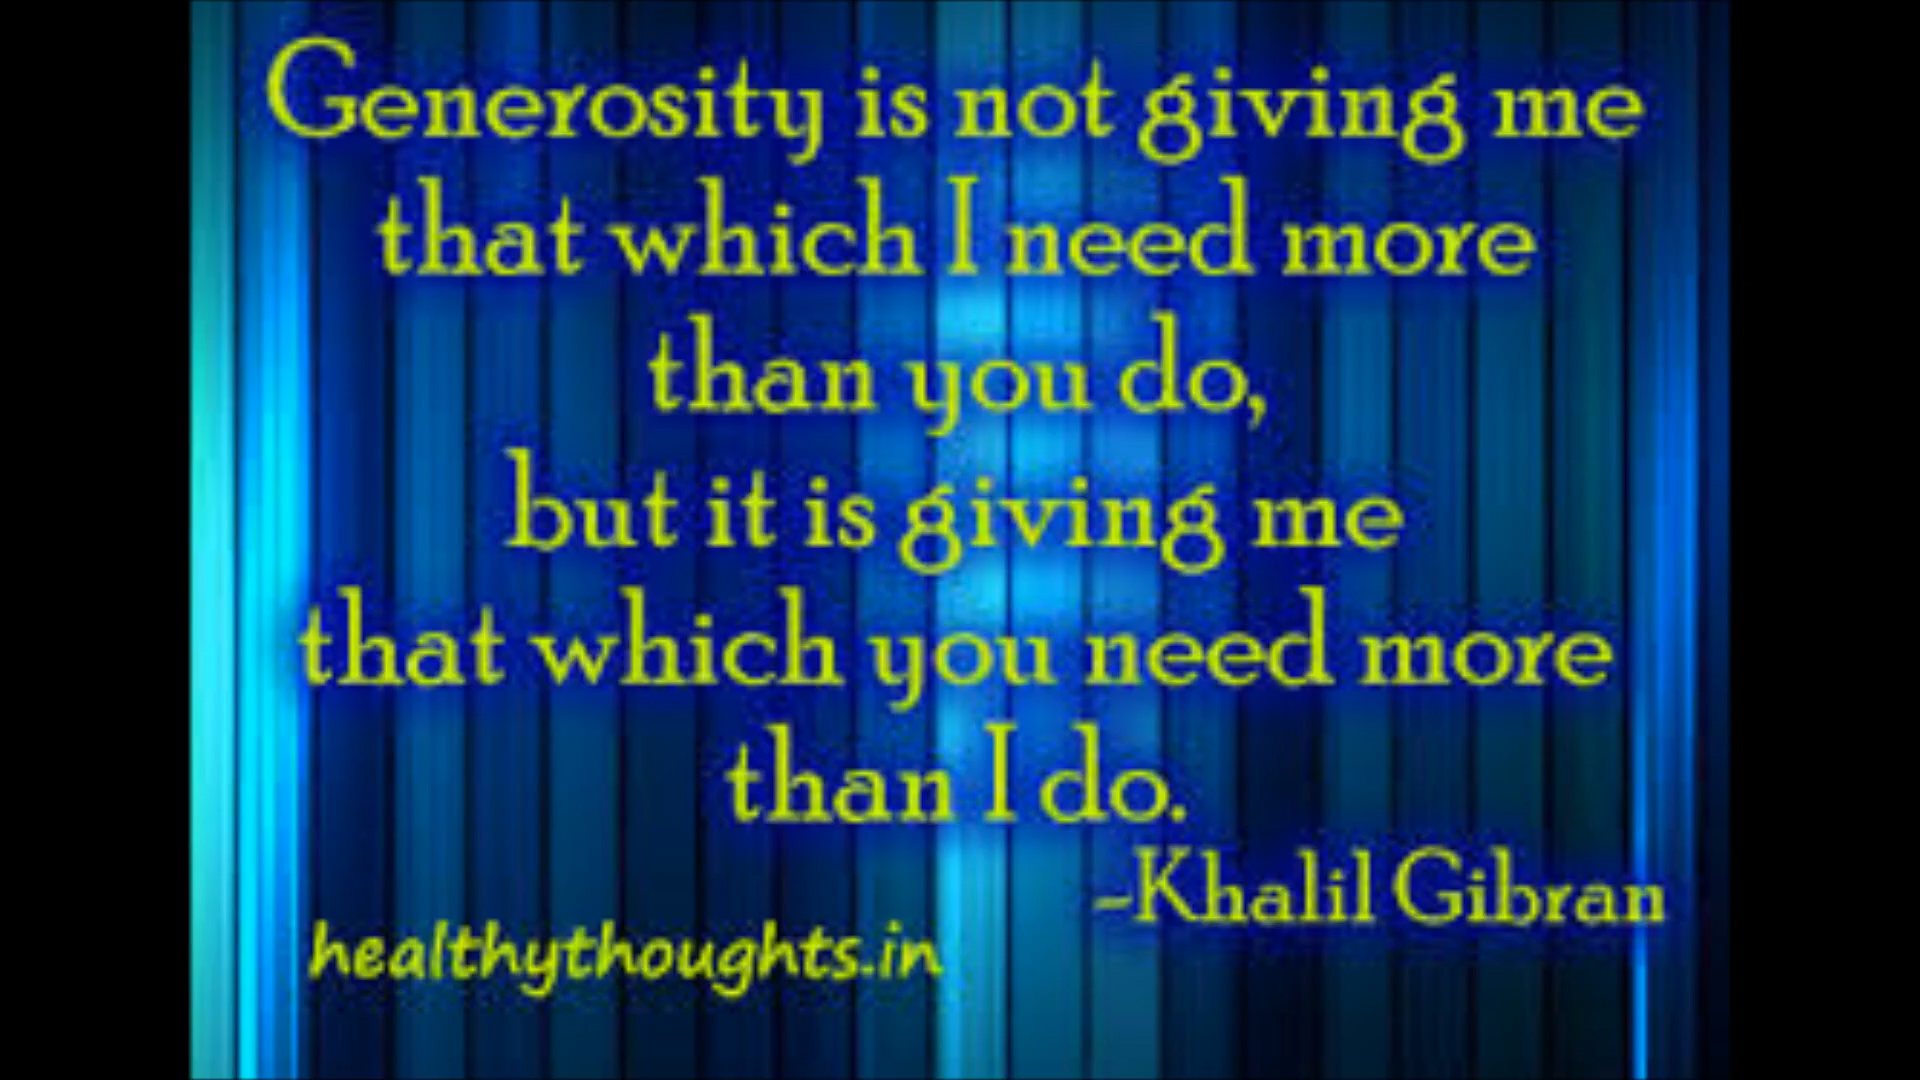 Generosity is not giving me
that which I need more
than you do,
but it is giving me
that which you need more
than I do.
-Khalil Gibran
healthythoughts.in